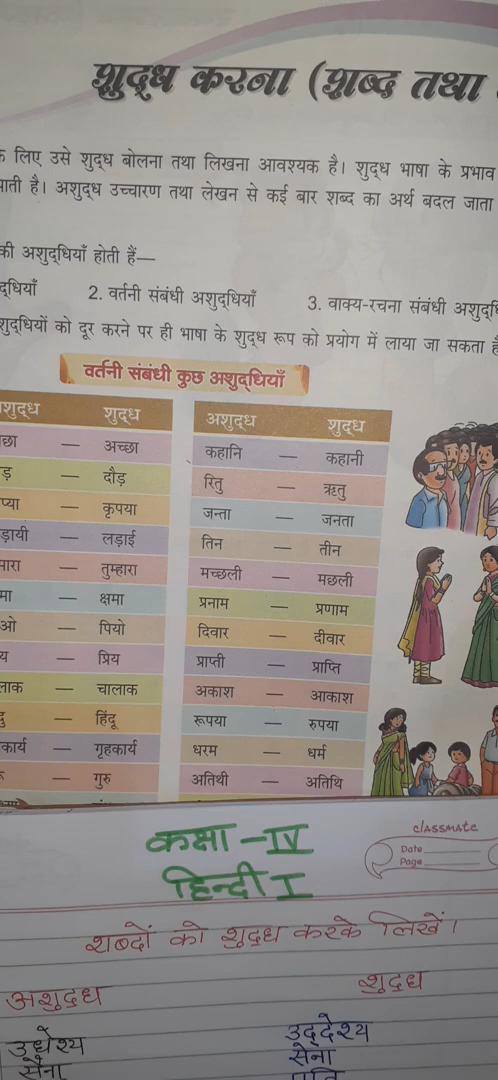 शुद्ध करना (शब्द तथा
लिए उसे शुद्ध बोलना तथा लिखना आवश्यक है। शुद्ध भाषा के प्रभाव
है। अशुद्ध उच्चारण तथा लेखन से कई बार शब्द का अर्थ बदल जाता
की अशुद्धियाँ होती हैं—
2. वर्तनी संबंधी अशुद्धियाँ 3. वाक्य-रचना संबंधी
को दूर करने पर ही भाषा के शुद्ध रूप को प्रयोग में लाया जा सकता
वर्तनी संबंधी कुछ अशुद्धियाँ
शुद्ध
— अच्छा
— दौड़
— कृपया
— लड़ाई
— तुम्हारा
— क्षमा
— पियो
— प्रिय
— चालाक
— हिंदू
— गृहकार्य
— गुरु
अशुद्ध शुद्ध
कहानि — कहानी
रितु — ऋतु
जन्ता — जनता
तिन — तीन
मच्छली — मछली
प्रनाम — प्रणाम
दिवार — दीवार
प्राप्ती — प्राप्ति
अकाश — आकाश
रूपया — रुपया
धरम — धर्म
अतिथी — अतिथि
classmate
Date
Page
कक्षा – IV
हिन्दी I
शब्दों को शुद्ध करके लिखें।
अशुद्ध शुद्ध
उधेश्य उद्देश्य
सैना सेना